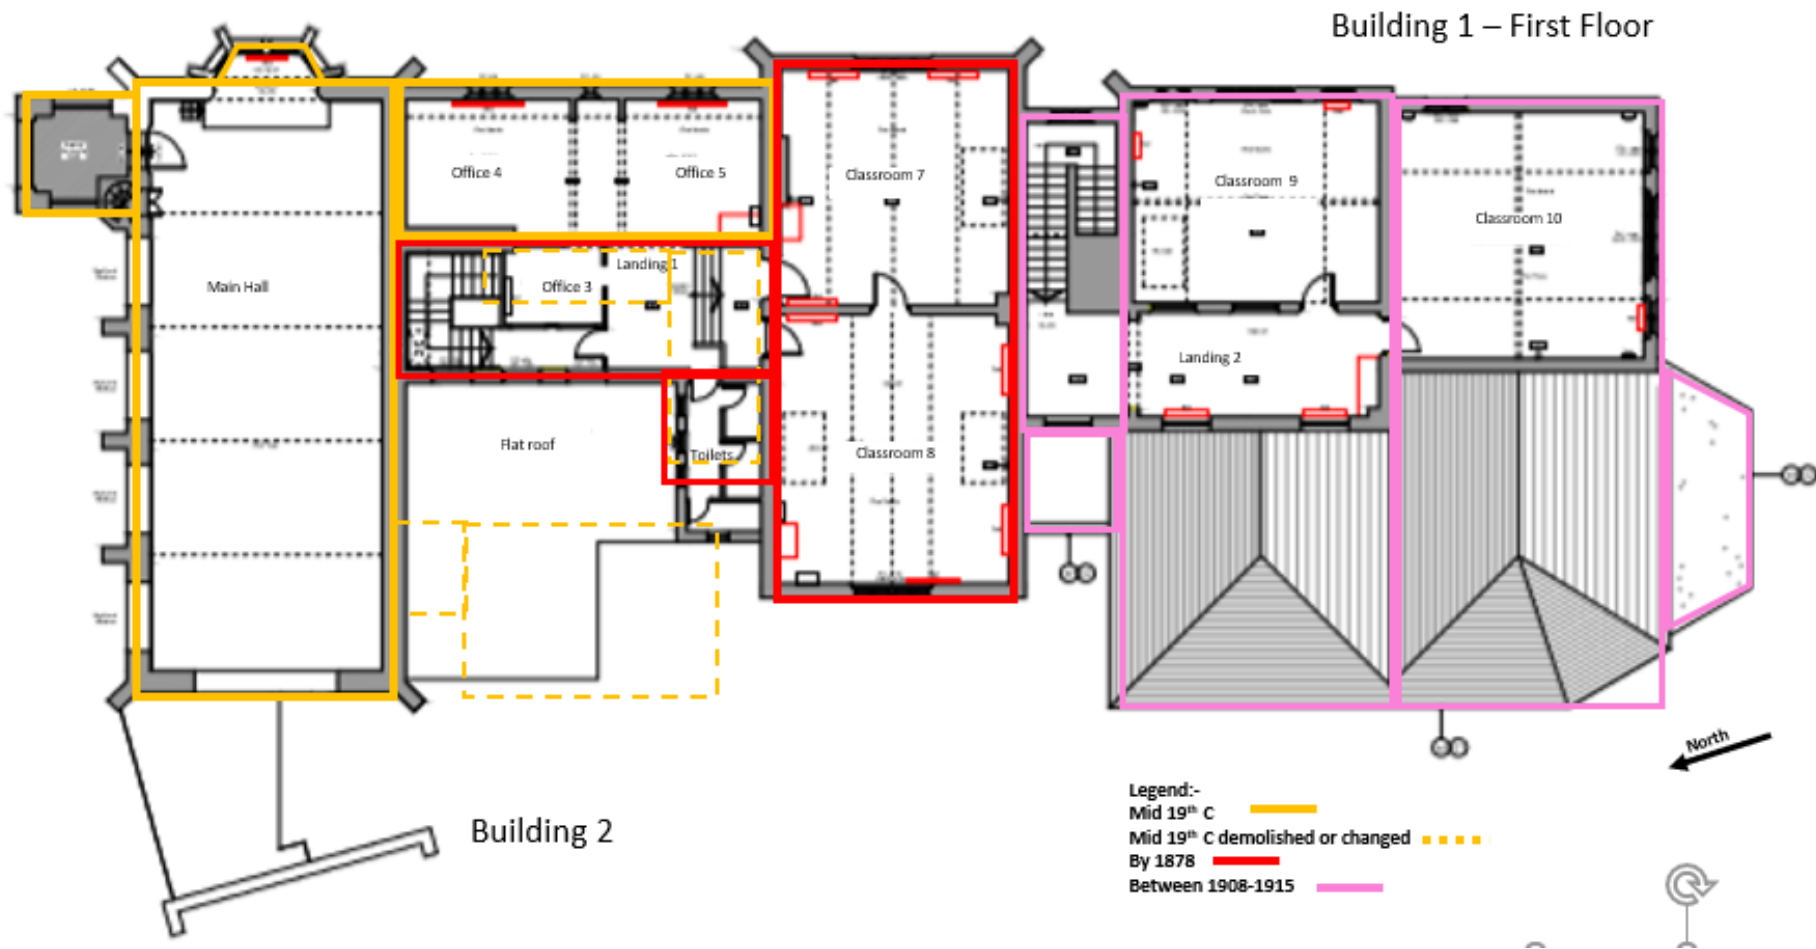 Building 1 – First Floor
Office 4
Office 5
Classroom 7
Classroom 9
Classroom 10
Main Hall
Landing 1
Office 3
Landing 2
Flat roof
Toilets
Classroom 8
North
Building 2
Legend:-
Mid 19th C
Mid 19th C demolished or changed
By 1878
Between 1908-1915